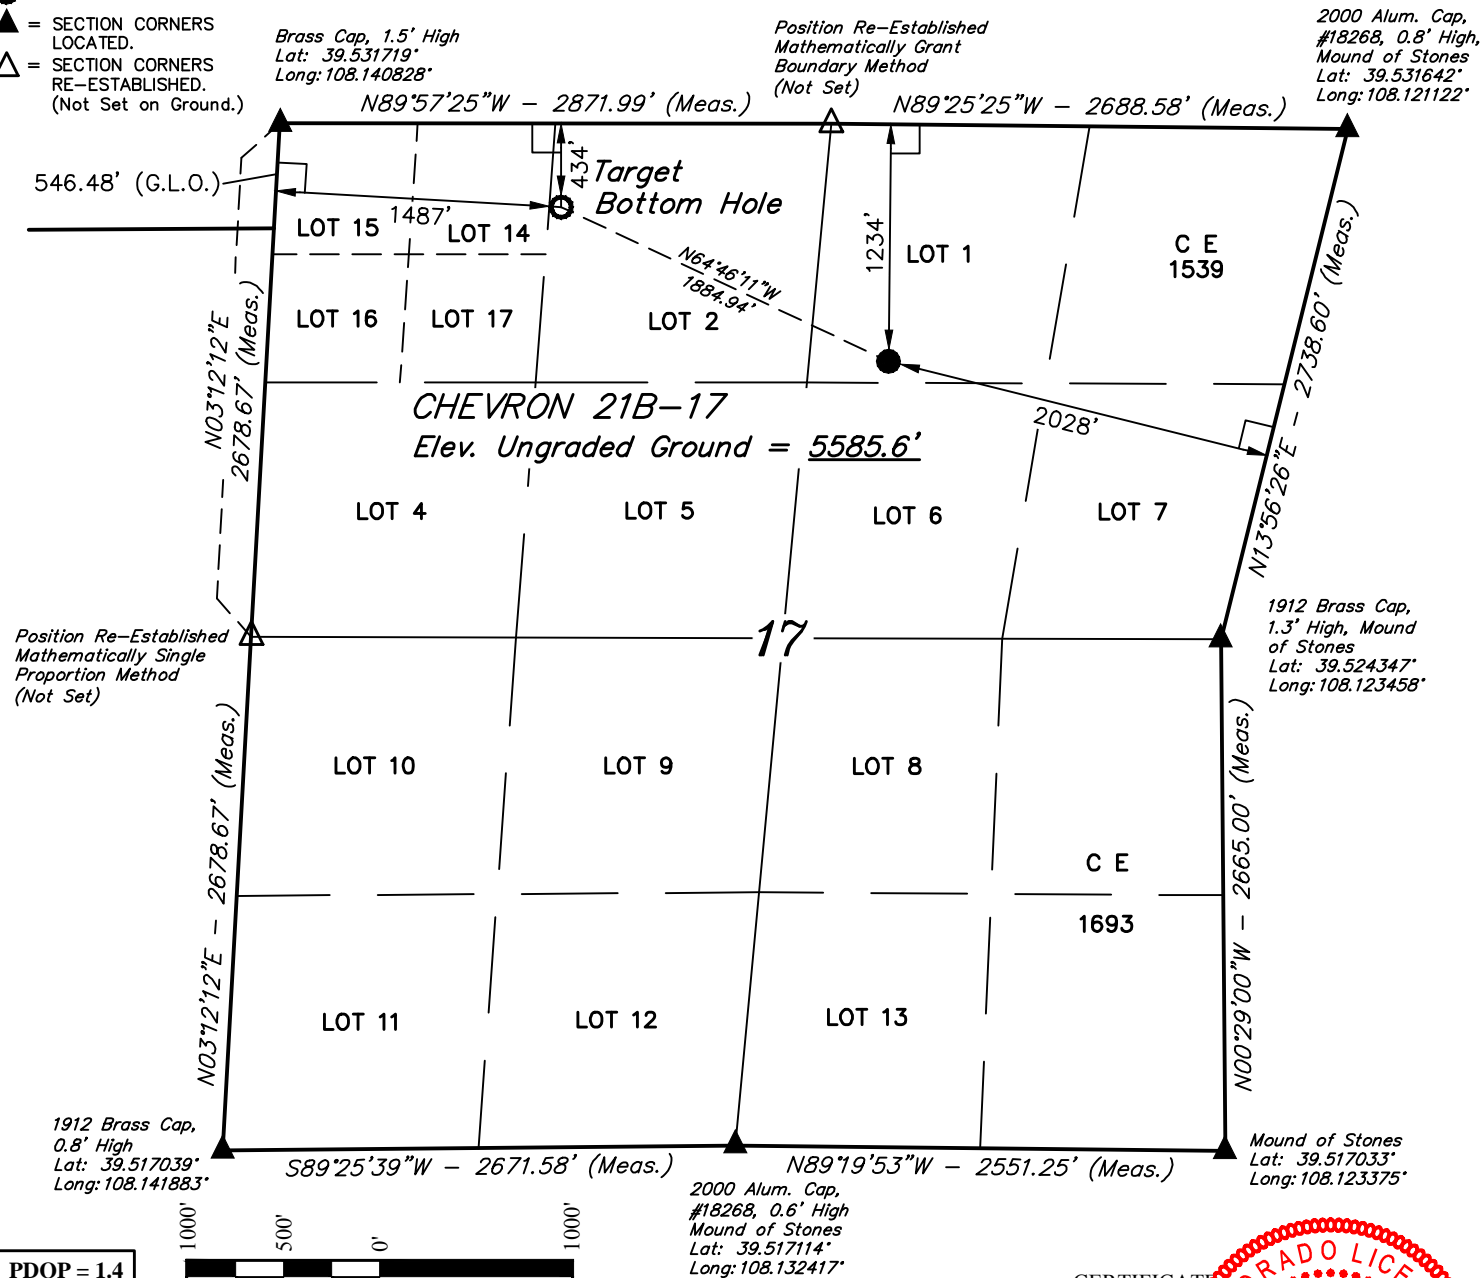 = SECTION CORNERS
LOCATED.
= SECTION CORNERS
RE-ESTABLISHED.
(Not Set on Ground.)
Brass Cap, 1.5' High
Lat: 39.531719°
Long: 108.140828°
Position Re-Established
Mathematically Grant
Boundary Method
(Not Set)
2000 Alum. Cap,
#18268, 0.8' High,
Mound of Stones
Lat: 39.531642°
Long: 108.121122°
N89°57'25"W - 2871.99' (Meas.)
N89°25'25"W - 2688.58' (Meas.)
546.48' (G.L.O.)
434'
Target
Bottom Hole
1487'
LOT 15
LOT 14
1234'
LOT 1
C E
1539
N64°46'11"W
1884.94'
LOT 16
LOT 17
LOT 2
N03°12'12"E
2678.67' (Meas.)
N13°56'26"E - 2738.60' (Meas.)
CHEVRON 21B-17
Elev. Ungraded Ground = 5585.6'
2028'
LOT 4
LOT 5
LOT 6
LOT 7
Position Re-Established
Mathematically Single
Proportion Method
(Not Set)
17
1912 Brass Cap,
1.3' High, Mound
of Stones
Lat: 39.524347°
Long: 108.123458°
N03°12'12"E - 2678.67' (Meas.)
N00°29'00"W - 2665.00' (Meas.)
LOT 10
LOT 9
LOT 8
C E
1693
LOT 11
LOT 12
LOT 13
1912 Brass Cap,
0.8' High
Lat: 39.517039°
Long: 108.141883°
S89°25'39"W - 2671.58' (Meas.)
N89°19'53"W - 2551.25' (Meas.)
Mound of Stones
Lat: 39.517033°
Long: 108.123375°
2000 Alum. Cap,
#18268, 0.6' High
Mound of Stones
Lat: 39.517114°
Long: 108.132417°
1000'
500'
0'
1000'
PDOP = 1.4
CERTIFICATE
RADO LICE